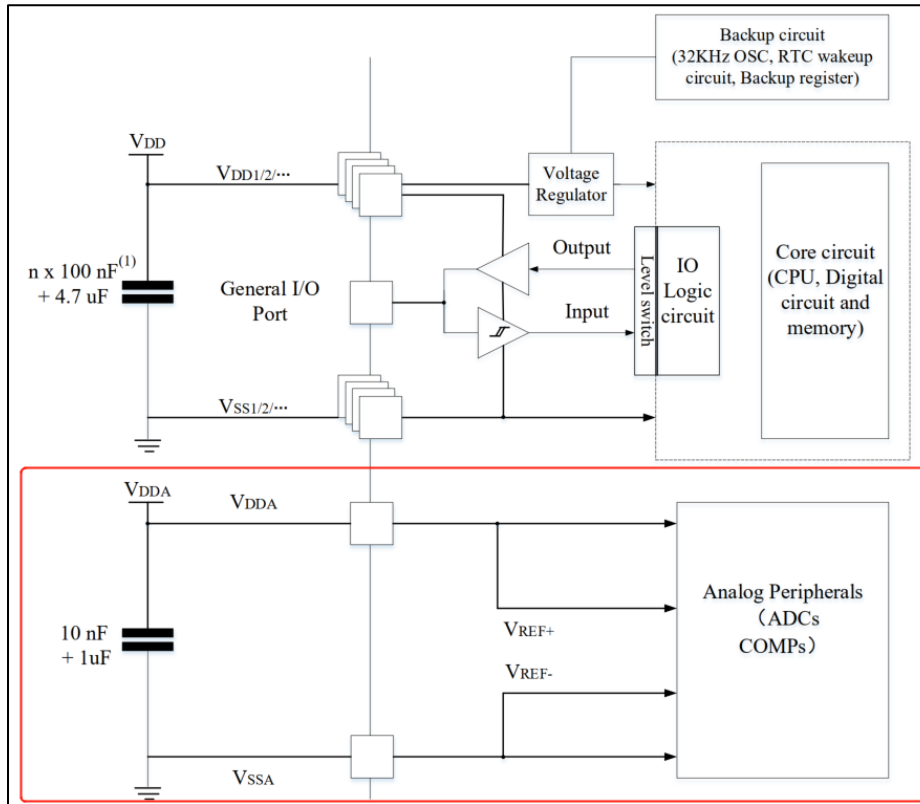 Backup circuit
(32KHz OSC, RTC wakeup
circuit, Backup register)
VDD
VDD1/2/···
Voltage
Regulator
n x 100 nF(1)
+ 4.7 uF
General I/O
Port
Output
Input
Level switch
IO
Logic
circuit
Core circuit
(CPU, Digital
circuit and
memory)
VSS1/2/···
VDDA
VDDA
10 nF
+ 1uF
VREF+
VREF-
Analog Peripherals
（ADCs
COMPs）
VSSA